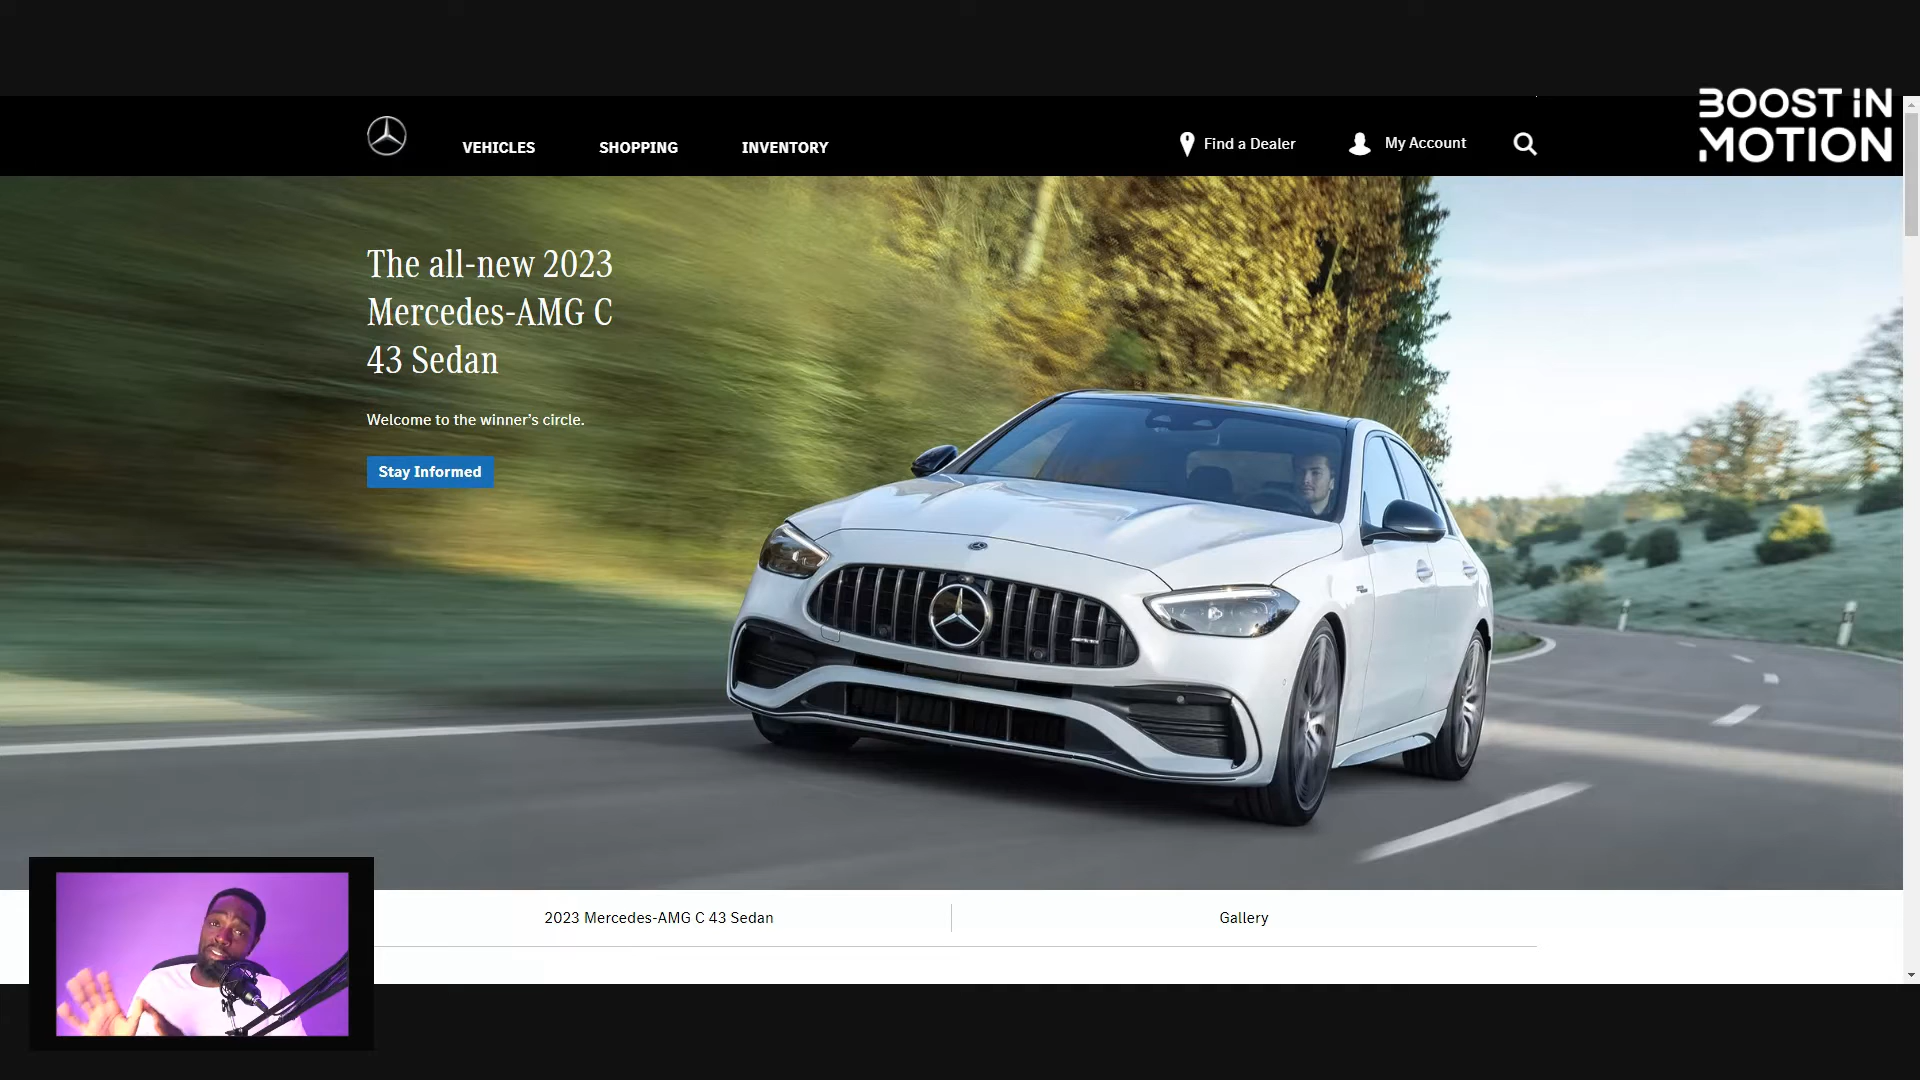 BOOST iN
MOTION
VEHICLES
SHOPPING
INVENTORY
Find a Dealer
My Account
The all-new 2023
Mercedes-AMG C
43 Sedan
Welcome to the winner's circle.
Stay Informed
2023 Mercedes-AMG C 43 Sedan
Gallery